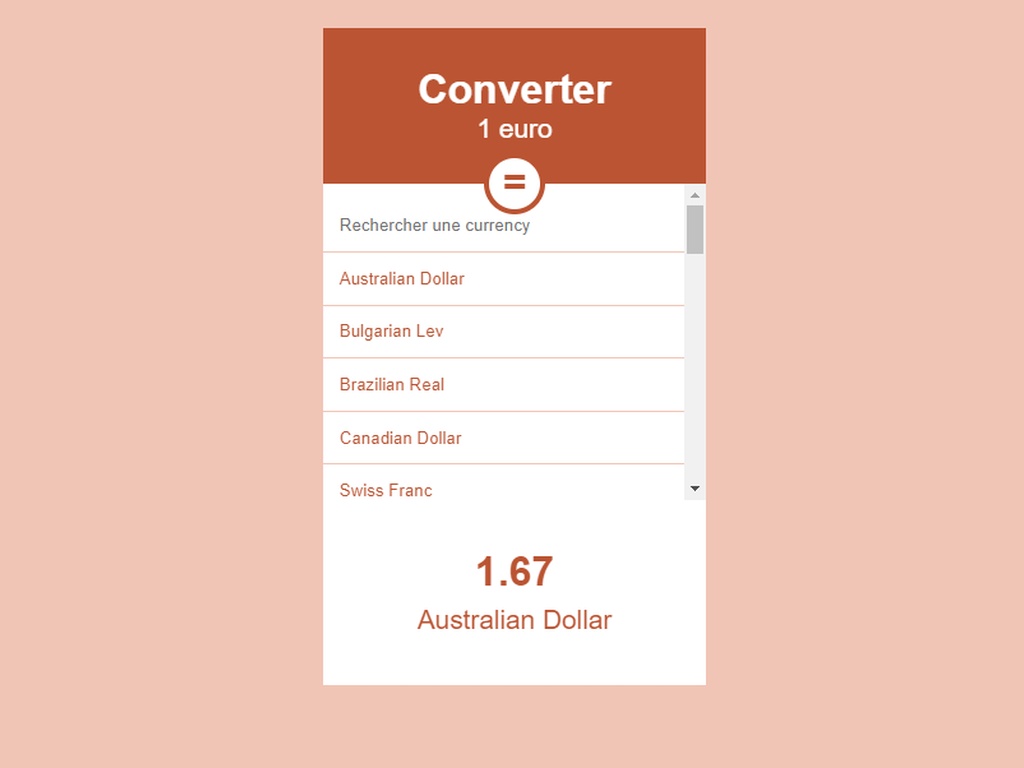 Converter
1 euro
=
Rechercher une currency
Australian Dollar
Bulgarian Lev
Brazilian Real
Canadian Dollar
Swiss Franc
1.67
Australian Dollar